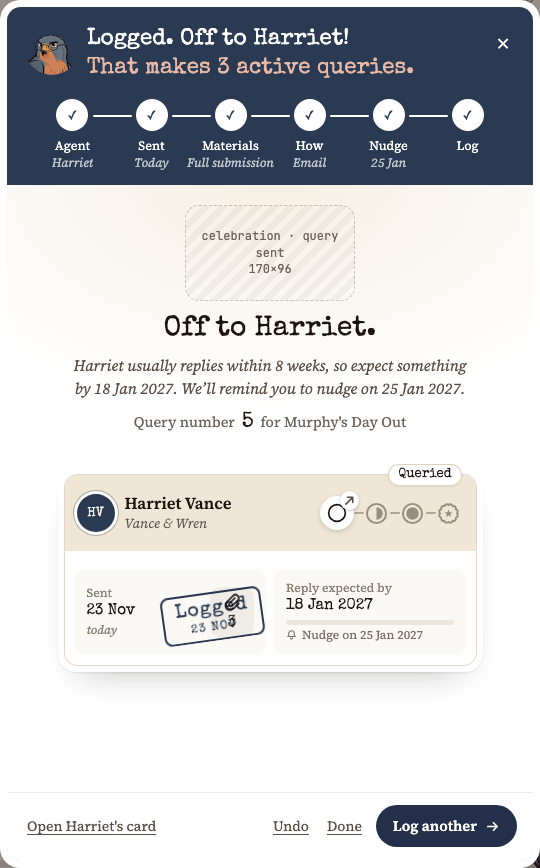 Logged. Off to Harriet!
That makes 3 active queries.
Agent
Harriet
Sent
Today
Materials
Full submission
How
Email
Nudge
25 Jan
Log
celebration · query
sent
170×96
Off to Harriet.
Harriet usually replies within 8 weeks, so expect something
by 18 Jan 2027. We’ll remind you to nudge on 25 Jan 2027.
Query number 5 for Murphy's Day Out
Queried
HV
Harriet Vance
Vance & Wren
Sent
23 Nov
today
Logged
23 NOV
3
Reply expected by
18 Jan 2027
Nudge on 25 Jan 2027
Open Harriet's card
Undo
Done
Log another